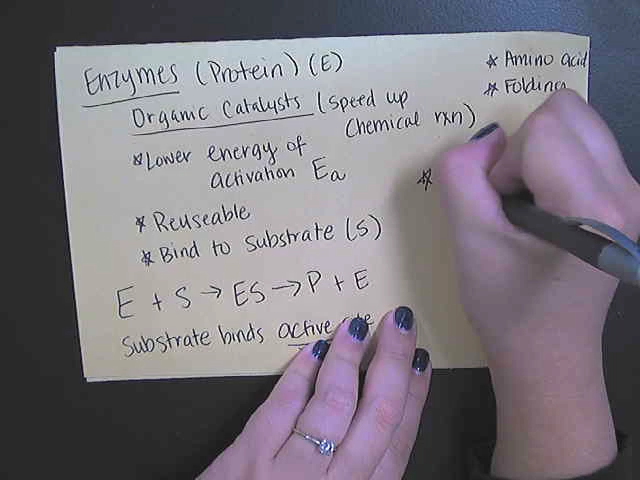 Enzymes (Protein) (E)
* Amino acid
* Folding
Organic Catalysts (speed up
Chemical rxn)
* Lower energy of
activation Ea
*
* Reuseable
* Bind to substrate (S)
E + S → ES → P + E
Substrate binds active